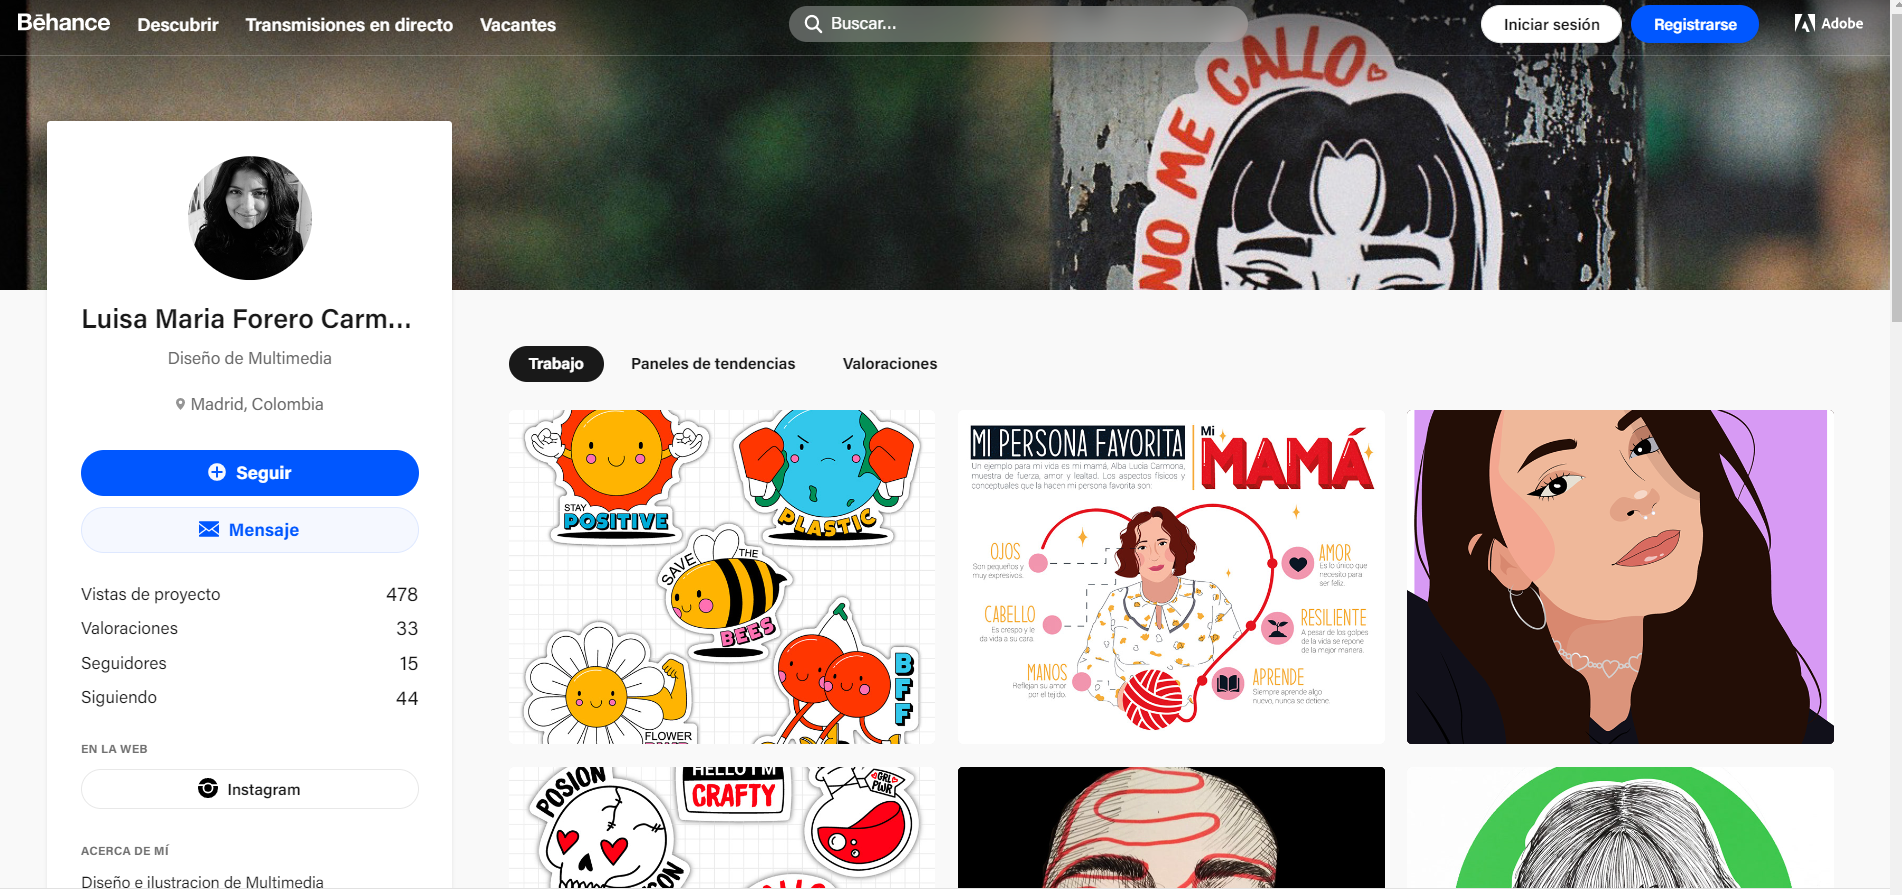 Bēhance
Descubrir
Transmisiones en directo
Vacantes
Buscar...
Iniciar sesión
Registrarse
Adobe
NO ME CALLO
Luisa Maria Forero Carm...
Diseño de Multimedia
Madrid, Colombia
Seguir
Mensaje
Vistas de proyecto 478
Valoraciones 33
Seguidores 15
Siguiendo 44
EN LA WEB
Instagram
ACERCA DE MÍ
Diseño e ilustracion de Multimedia
Trabajo
Paneles de tendencias
Valoraciones
STAY
POSITIVE
PLASTIC
SAVE THE
BEES
BFF
FLOWER
MI PERSONA FAVORITA
Un ejemplo para mi vida es mi mamá, Alba Lucia Carmona,
muestra de fuerza, amor y lealtad. Los aspectos físicos y
conceptuales que la hacen mi persona favorita son:
Mi
MAMÁ
OJOS
Son pequeños y
muy expresivos.
CABELLO
Es crespo y le
da vida a su cara.
MANOS
Reflejan su amor
por el tejido.
AMOR
Es lo único que
necesito para
ser feliz.
RESILIENTE
A pesar de los golpes
de la vida se repone
de la mejor manera.
APRENDE
Siempre aprende algo
nuevo, nunca se detiene.
POSION
SON
HELLO I'M
CRAFTY
GRL
PWR